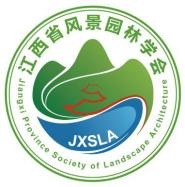 江西省风景园林学会
JXSLA
Jiangxi Province Society of Landscape Architecture